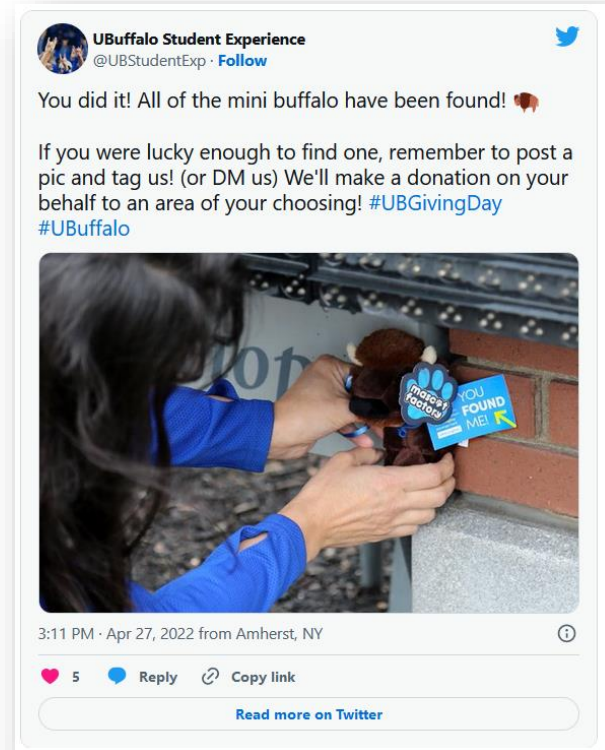 UBuffalo Student Experience
@UBStudentExp · Follow
You did it! All of the mini buffalo have been found! 🦬
If you were lucky enough to find one, remember to post a
pic and tag us! (or DM us) We'll make a donation on your
behalf to an area of your choosing! #UBGivingDay
#UBuffalo
op
mascot
factory
YOU
FOUND
ME!
3:11 PM · Apr 27, 2022 from Amherst, NY
5 Reply Copy link
Read more on Twitter